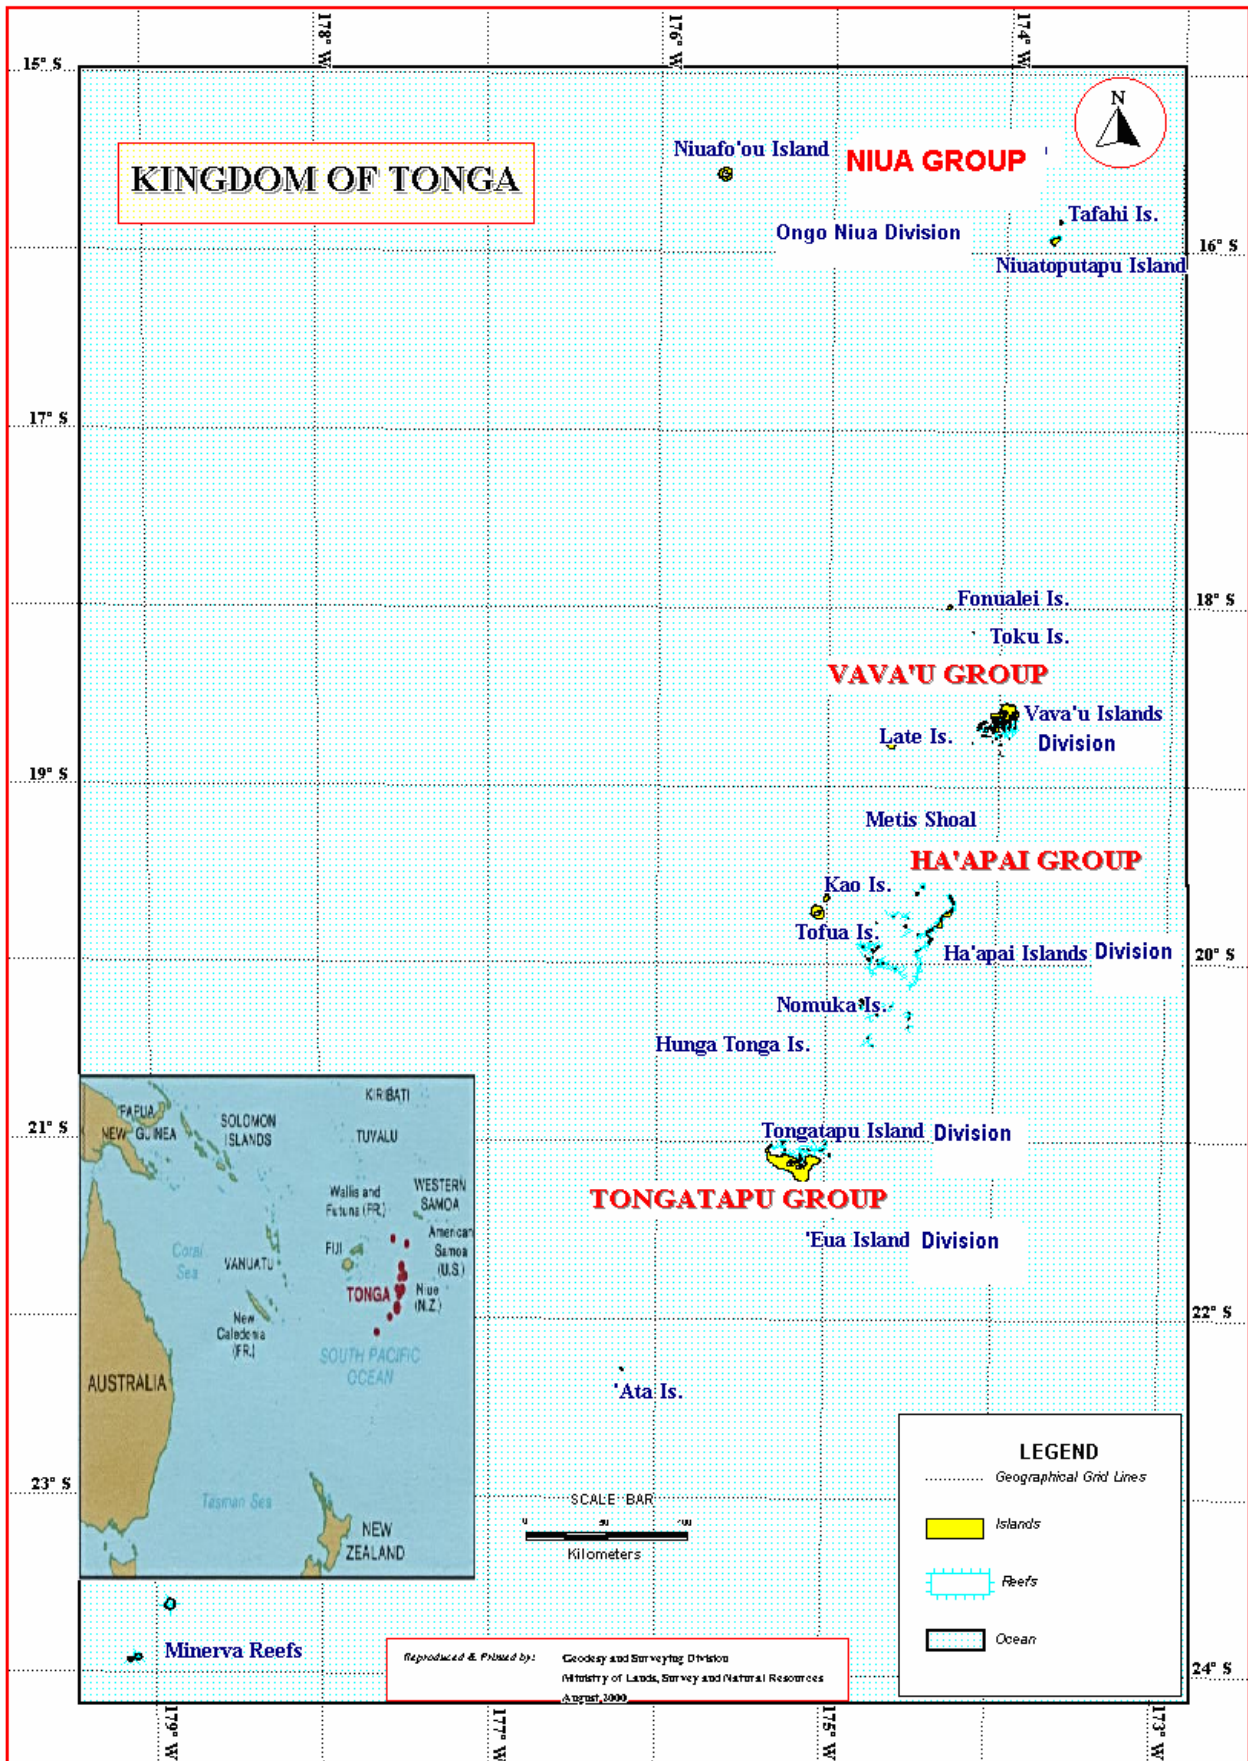 178° W
176° W
174° W
15° S
N
Niuafo'ou Island
NIUA GROUP
KINGDOM OF TONGA
Tafahi Is.
Ongo Niua Division
16° S
Niuatoputapu Island
17° S
Fonualei Is.
18° S
Toku Is.
VAVA'U GROUP
Vava'u Islands
Division
Late Is.
19° S
Metis Shoal
HA'APAI GROUP
Kao Is.
Tofua Is.
Ha'apai Islands Division
20° S
Nomuka Is.
Hunga Tonga Is.
21° S
Tongatapu Island Division
TONGATAPU GROUP
'Eua Island Division
22° S
'Ata Is.
23° S
KIRIBATI
PAPUA
NEW GUINEA
SOLOMON
ISLANDS
TUVALU
Wallis and
Futuna (FR.)
WESTERN
SAMOA
American
Samoa
(U.S.)
FIJI
Coral
Sea
VANUATU
TONGA
Niue
(N.Z.)
New
Caledonia
(FR.)
SOUTH PACIFIC
OCEAN
AUSTRALIA
Tasman Sea
NEW
ZEALAND
SCALE BAR
0 50 100
Kilometers
LEGEND
Geographical Grid Lines
Islands
Reefs
Ocean
Minerva Reefs
Reproduced & Printed by: Geodesy and Surveying Division
Ministry of Lands, Survey and Natural Resources
August 2000
24° S
179° W
177° W
175° W
173° W